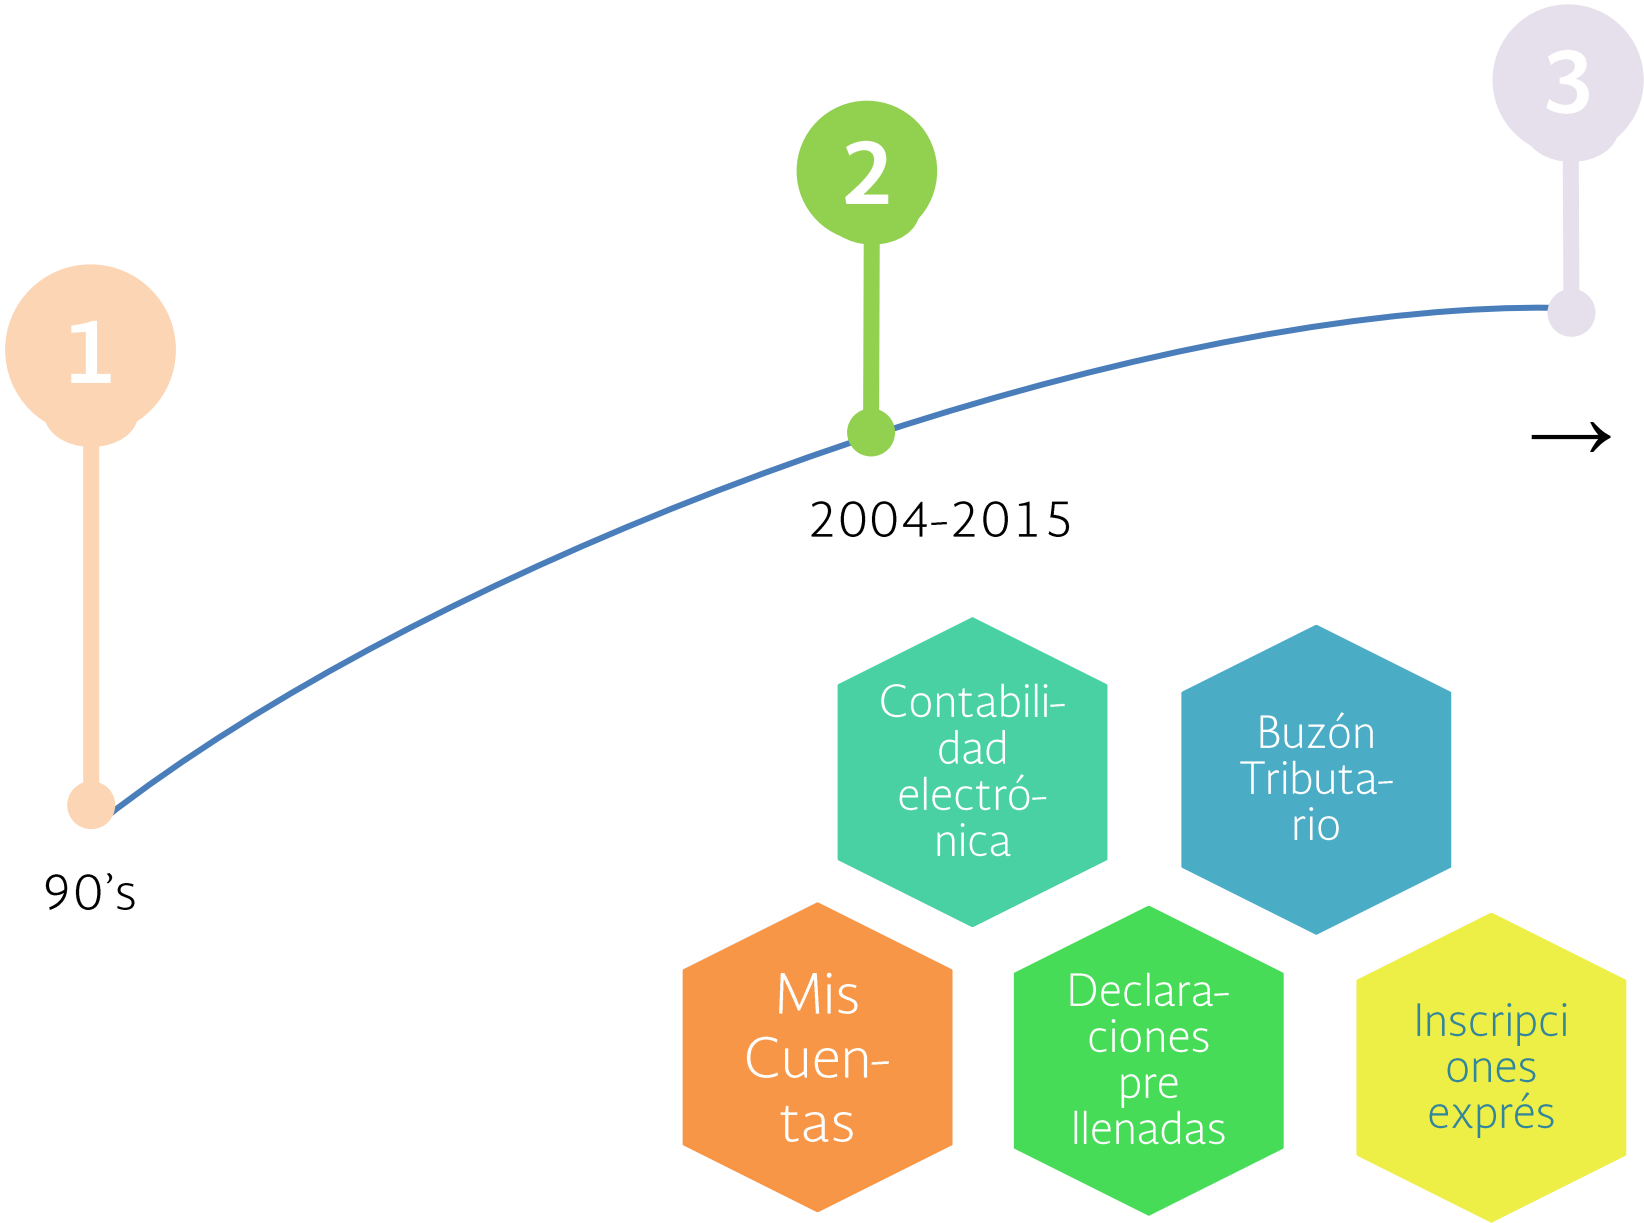 3
2
1
→
2004-2015
90’s
Contabili-
dad
electró-
nica
Buzón
Tributa-
rio
Mis
Cuen-
tas
Declara-
ciones
pre
llenadas
Inscripci
ones
exprés